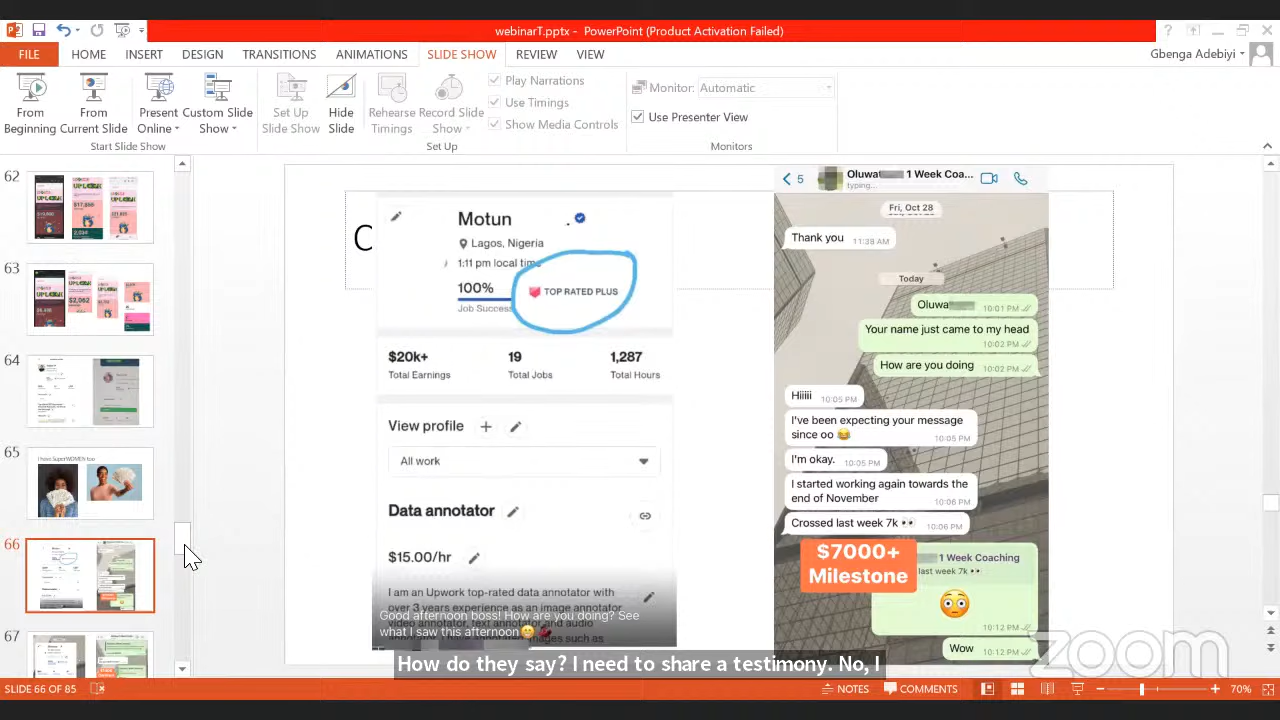 webinarT.pptx - PowerPoint (Product Activation Failed)
FILE HOME INSERT DESIGN TRANSITIONS ANIMATIONS SLIDE SHOW REVIEW VIEW
Gbenga Adebiyi
From Beginning
From Current Slide
Present Online
Custom Slide Show
Set Up Slide Show
Hide Slide
Rehearse Timings
Record Slide Show
Play Narrations
Use Timings
Show Media Controls
Monitor: Automatic
Use Presenter View
Start Slide Show
Set Up
Monitors
62
63
64
65
I have SuperWOMEN too
66
67
C
Motun
Lagos, Nigeria
1:11 pm local time
100%
Job Success
TOP RATED PLUS
$20k+ 19 1,287
Total Earnings Total Jobs Total Hours
View profile
All work
Data annotator
$15.00/hr
I am an Upwork top-rated data annotator with
over 3 years experience as an image annotator
Good afternoon boss! How are you doing? See
what I saw this afternoon
5
Oluwat 1 Week Coa...
typing...
Fri, Oct 28
Thank you 11:38 AM
Today
Oluwa 10:01 PM
Your name just came to my head
10:02 PM
How are you doing 10:02 PM
Hiiiii 10:05 PM
I've been expecting your message
since oo 😂 10:05 PM
I'm okay. 10:05 PM
I started working again towards the
end of November 10:06 PM
Crossed last week 7k 👀 10:06 PM
$7000+
Milestone
1 Week Coaching
last week 7k 👀
😳
10:12 PM
Wow 10:12 PM
zoom
How do they say? I need to share a testimony. No, I
SLIDE 66 OF 85
NOTES COMMENTS 70%